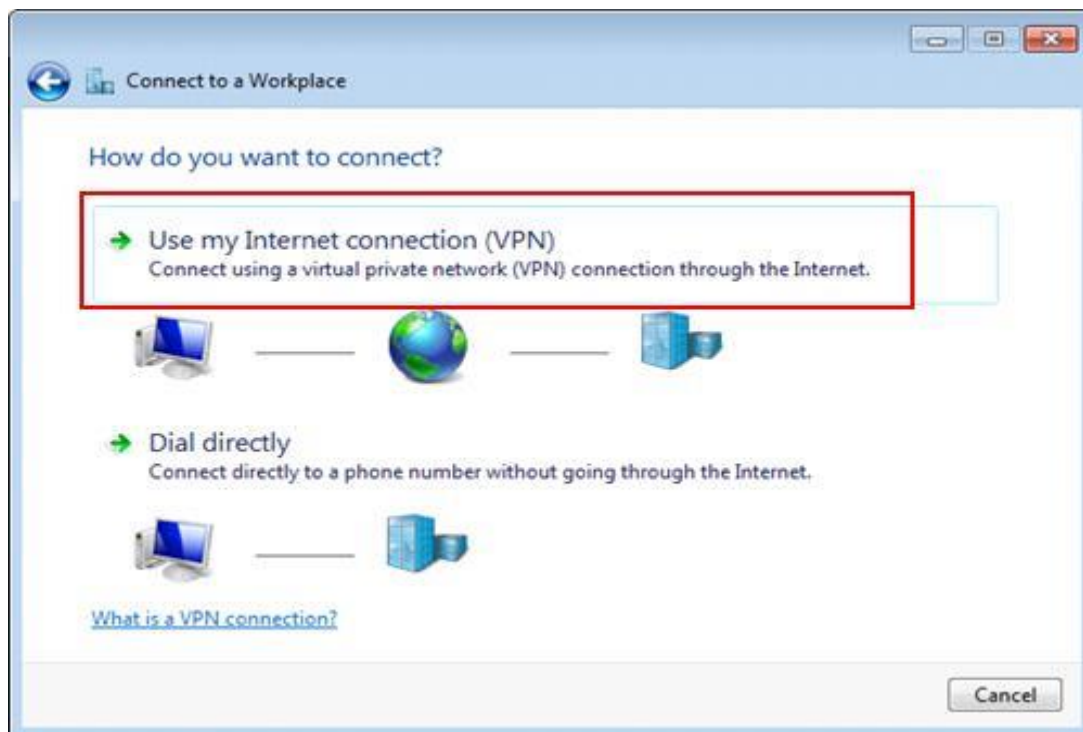 Connect to a Workplace
How do you want to connect?
Use my Internet connection (VPN)
Connect using a virtual private network (VPN) connection through the Internet.
Dial directly
Connect directly to a phone number without going through the Internet.
What is a VPN connection?
Cancel